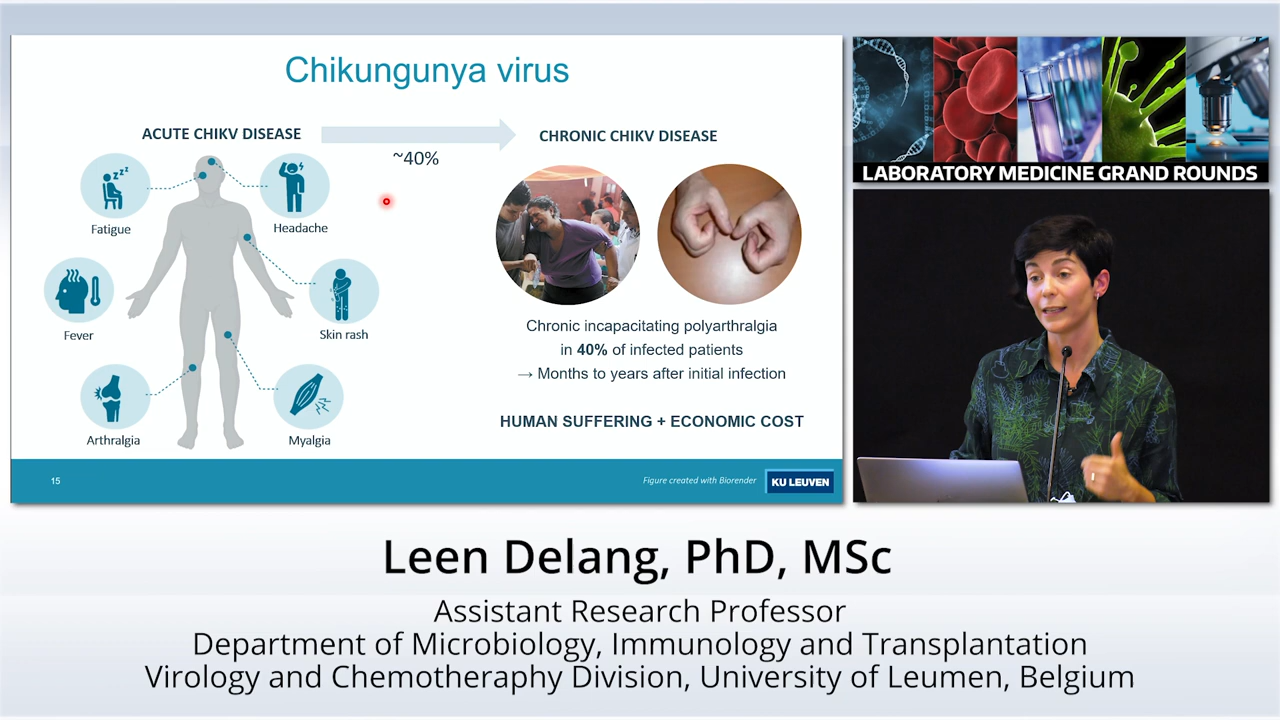 Chikungunya virus
ACUTE CHIKV DISEASE
~40%
CHRONIC CHIKV DISEASE
zzz
Fatigue
Headache
Fever
Skin rash
Arthralgia
Myalgia
Chronic incapacitating polyarthralgia
in 40% of infected patients
→ Months to years after initial infection
HUMAN SUFFERING + ECONOMIC COST
15
Figure created with Biorender
KU LEUVEN
LABORATORY MEDICINE GRAND ROUNDS
Leen Delang, PhD, MSc
Assistant Research Professor
Department of Microbiology, Immunology and Transplantation
Virology and Chemotheraphy Division, University of Leumen, Belgium